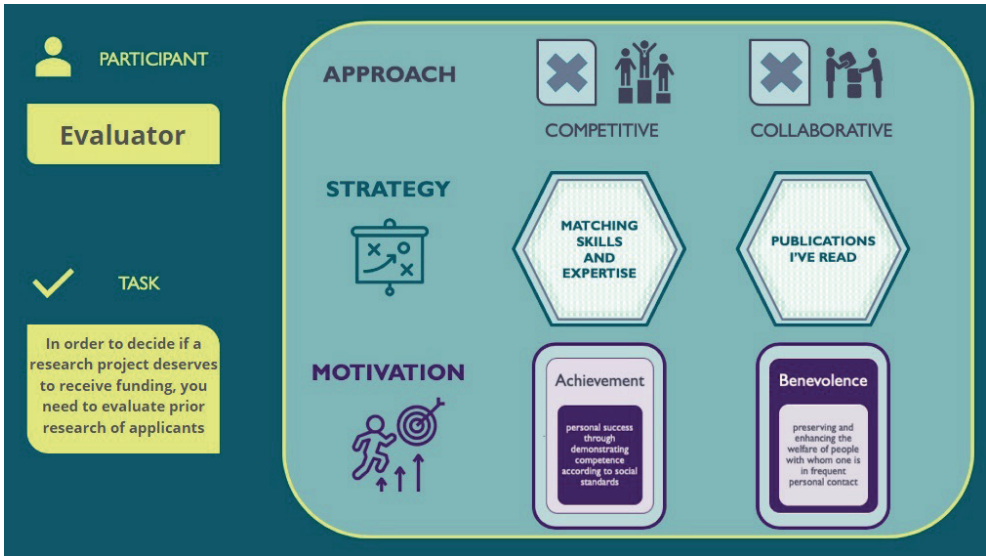 PARTICIPANT
Evaluator
TASK
In order to decide if a
research project deserves
to receive funding, you
need to evaluate prior
research of applicants
APPROACH
COMPETITIVE
COLLABORATIVE
STRATEGY
MATCHING
SKILLS
AND
EXPERTISE
PUBLICATIONS
I'VE READ
MOTIVATION
Achievement
personal success
through
demonstrating
competence
according to social
standards
Benevolence
preserving and
enhancing the
welfare of people
with whom one is
in frequent
personal contact